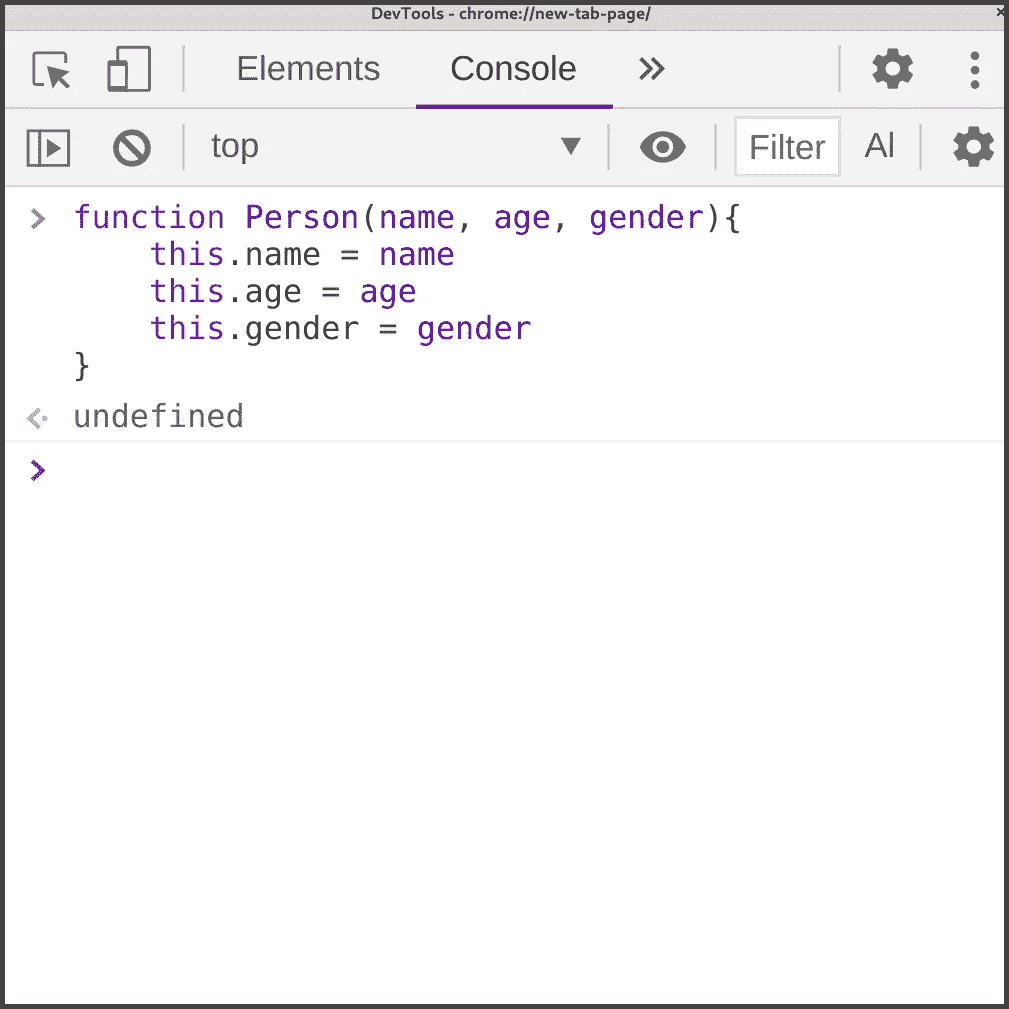 DevTools - chrome://new-tab-page/
Elements Console
top Filter Al
function Person(name, age, gender){
    this.name = name
    this.age = age
    this.gender = gender
}
undefined